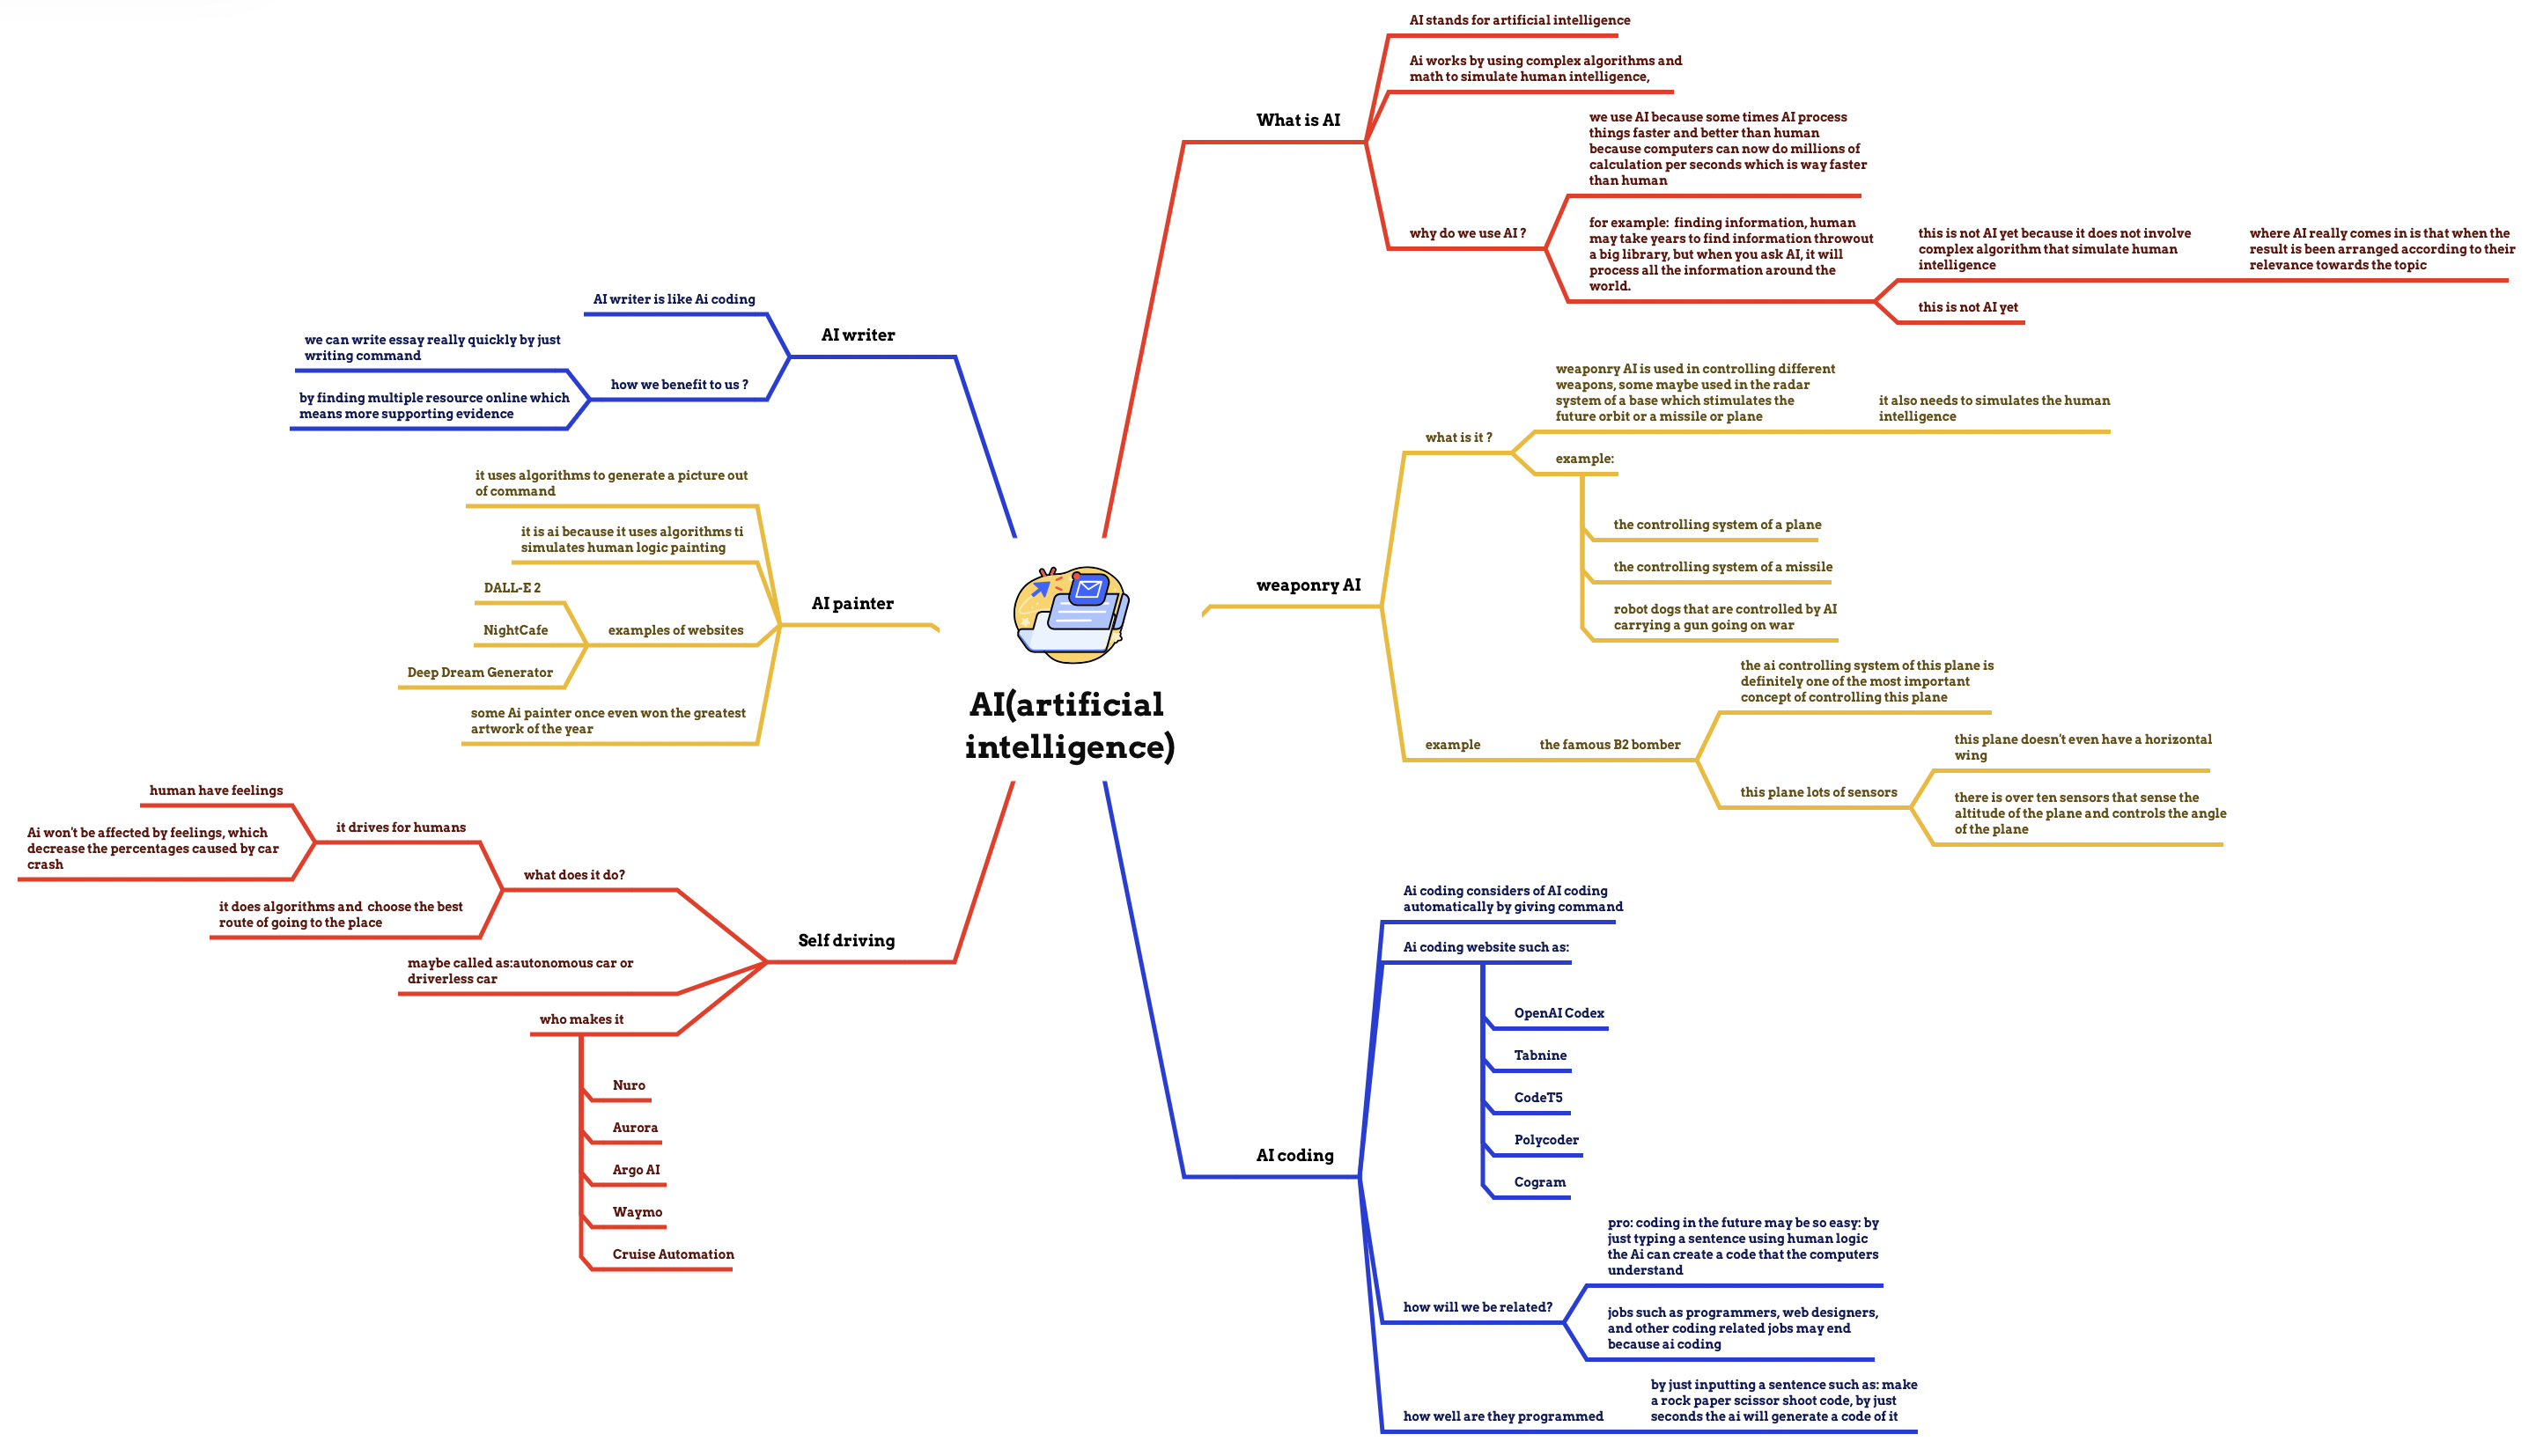 AI(artificial
intelligence)
What is AI
AI stands for artificial intelligence
Ai works by using complex algorithms and
math to simulate human intelligence,
why do we use AI ?
we use AI because some times AI process
things faster and better than human
because computers can now do millions of
calculation per seconds which is way faster
than human
for example:  finding information, human
may take years to find information throwout
a big library, but when you ask AI, it will
process all the information around the
world.
this is not AI yet because it does not involve
complex algorithm that simulate human
intelligence
where AI really comes in is that when the
result is been arranged according to their
relevance towards the topic
this is not AI yet
weaponry AI
what is it ?
weaponry AI is used in controlling different
weapons, some maybe used in the radar
system of a base which stimulates the
future orbit or a missile or plane
it also needs to simulates the human
intelligence
example:
the controlling system of a plane
the controlling system of a missile
robot dogs that are controlled by AI
carrying a gun going on war
example
the famous B2 bomber
the ai controlling system of this plane is
definitely one of the most important
concept of controlling this plane
this plane lots of sensors
this plane doesn't even have a horizontal
wing
there is over ten sensors that sense the
altitude of the plane and controls the angle
of the plane
AI coding
Ai coding considers of AI coding
automatically by giving command
Ai coding website such as:
OpenAI Codex
Tabnine
CodeT5
Polycoder
Cogram
how will we be related?
pro: coding in the future may be so easy: by
just typing a sentence using human logic
the Ai can create a code that the computers
understand
jobs such as programmers, web designers,
and other coding related jobs may end
because ai coding
how well are they programmed
by just inputting a sentence such as: make
a rock paper scissor shoot code, by just
seconds the ai will generate a code of it
AI writer
AI writer is like Ai coding
how we benefit to us ?
we can write essay really quickly by just
writing command
by finding multiple resource online which
means more supporting evidence
AI painter
it uses algorithms to generate a picture out
of command
it is ai because it uses algorithms ti
simulates human logic painting
examples of websites
DALL-E 2
NightCafe
Deep Dream Generator
some Ai painter once even won the greatest
artwork of the year
Self driving
what does it do?
it drives for humans
human have feelings
Ai won't be affected by feelings, which
decrease the percentages caused by car
crash
it does algorithms and  choose the best
route of going to the place
maybe called as:autonomous car or
driverless car
who makes it
Nuro
Aurora
Argo AI
Waymo
Cruise Automation